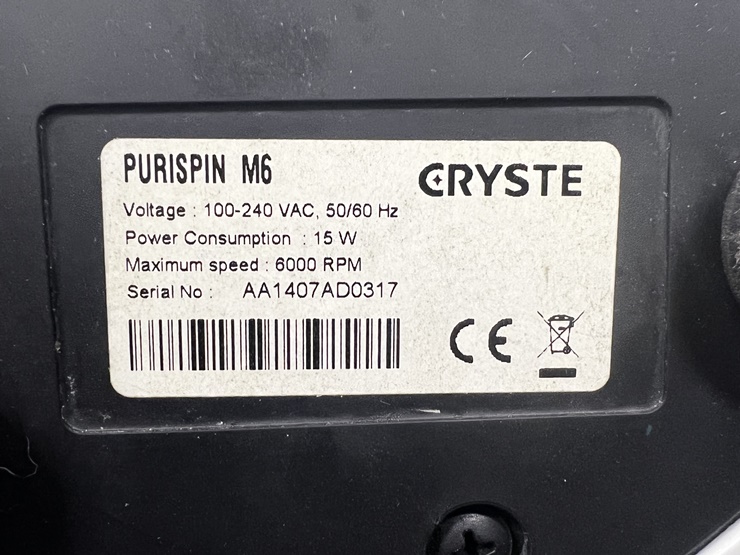 PURISPIN M6
CRYSTE
Voltage : 100-240 VAC, 50/60 Hz
Power Consumption : 15 W
Maximum speed : 6000 RPM
Serial No : AA1407AD0317
CE